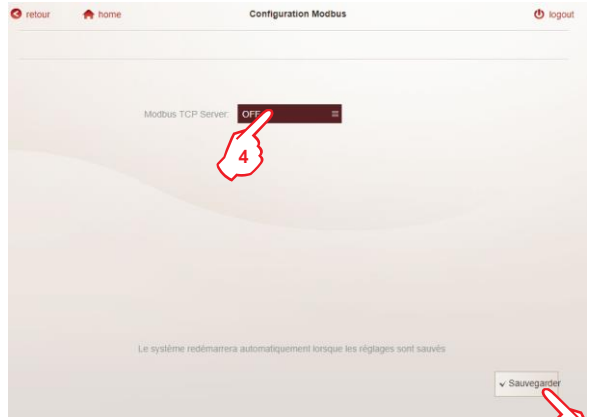 retour home Configuration Modbus logout
Modbus TCP Server: OFF
4
Le système redémarrera automatiquement lorsque les réglages sont sauvés
Sauvegarder